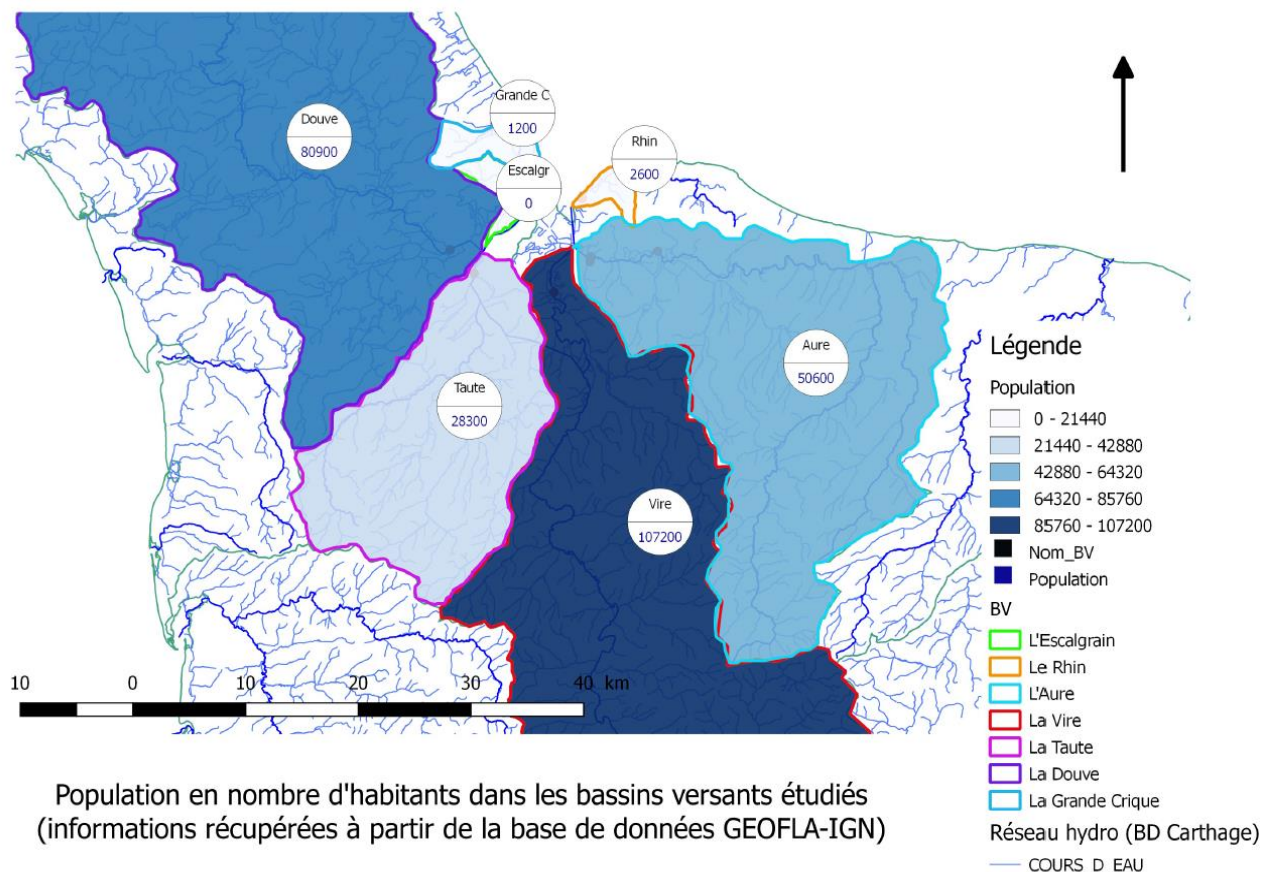 Grande C
1200
Douve
80900
Rhin
2600
Escalgr
0
Aure
50600
Taute
28300
Vire
107200
Légende
Population
0 - 21440
21440 - 42880
42880 - 64320
64320 - 85760
85760 - 107200
Nom_BV
Population
BV
L'Escalgrain
Le Rhin
L'Aure
La Vire
La Taute
La Douve
La Grande Crique
Réseau hydro (BD Carthage)
COURS_D_EAU
10 0 10 20 30 40 km
Population en nombre d'habitants dans les bassins versants étudiés
(informations récupérées à partir de la base de données GEOFLA-IGN)